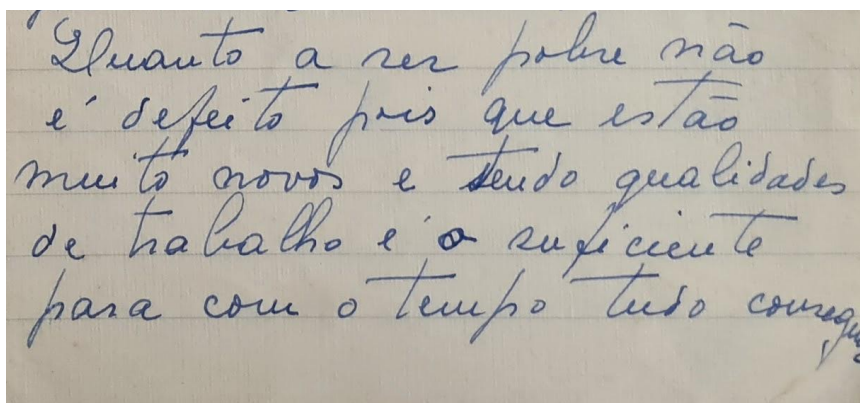 Quanto a ser pobre não
é defeito pois que estão
muito novos e tendo qualidades
de trabalho é o suficiente
para com o tempo tudo